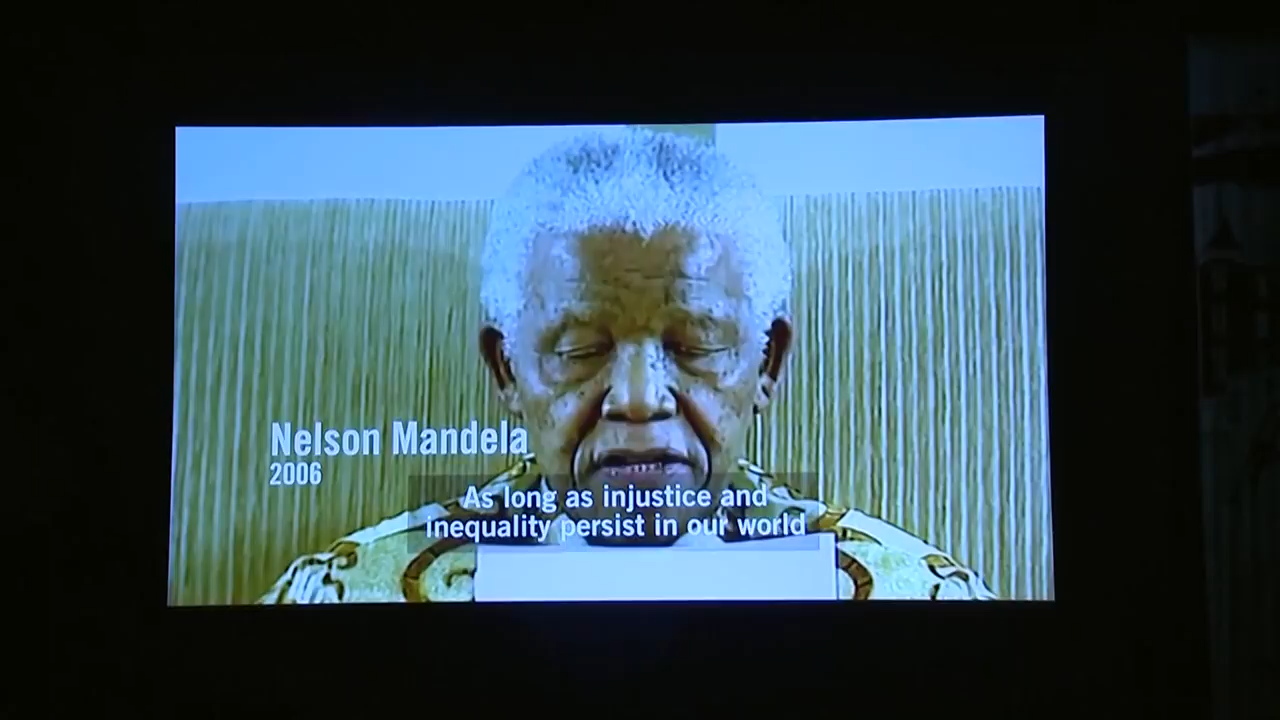 Nelson Mandela
2006
As long as injustice and
inequality persist in our world